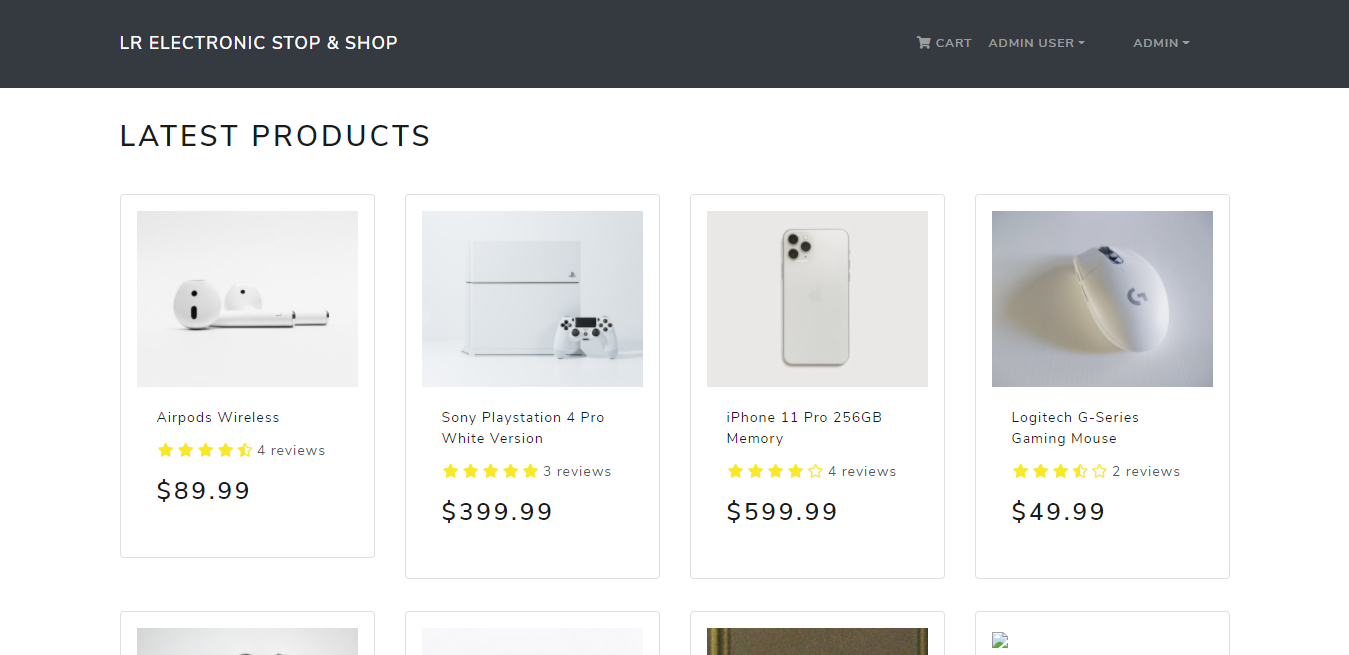 LR ELECTRONIC STOP & SHOP
CART
ADMIN USER
ADMIN
LATEST PRODUCTS
Airpods Wireless
4 reviews
$89.99
Sony Playstation 4 Pro
White Version
3 reviews
$399.99
iPhone 11 Pro 256GB
Memory
4 reviews
$599.99
Logitech G-Series
Gaming Mouse
2 reviews
$49.99